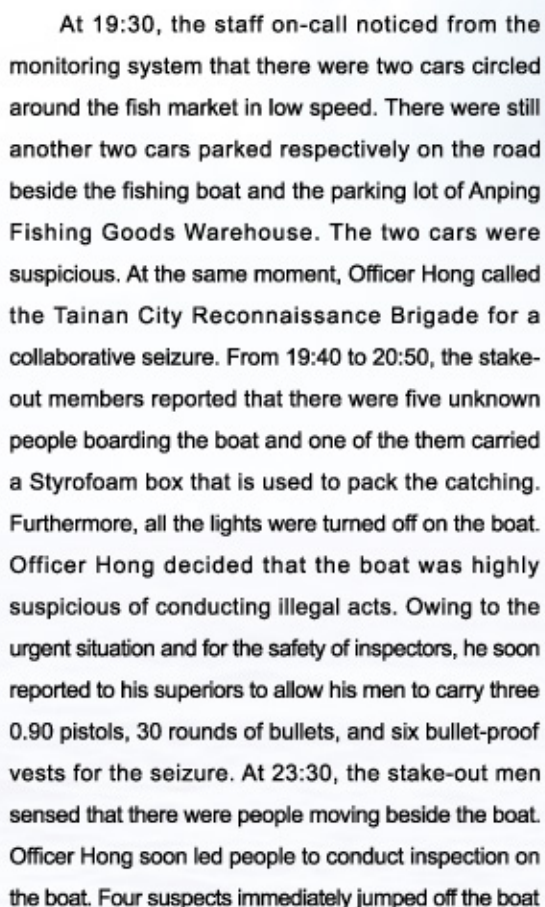 At 19:30, the staff on-call noticed from the
monitoring system that there were two cars circled
around the fish market in low speed. There were still
another two cars parked respectively on the road
beside the fishing boat and the parking lot of Anping
Fishing Goods Warehouse. The two cars were
suspicious. At the same moment, Officer Hong called
the Tainan City Reconnaissance Brigade for a
collaborative seizure. From 19:40 to 20:50, the stake-
out members reported that there were five unknown
people boarding the boat and one of the them carried
a Styrofoam box that is used to pack the catching.
Furthermore, all the lights were turned off on the boat.
Officer Hong decided that the boat was highly
suspicious of conducting illegal acts. Owing to the
urgent situation and for the safety of inspectors, he soon
reported to his superiors to allow his men to carry three
0.90 pistols, 30 rounds of bullets, and six bullet-proof
vests for the seizure. At 23:30, the stake-out men
sensed that there were people moving beside the boat.
Officer Hong soon led people to conduct inspection on
the boat. Four suspects immediately jumped off the boat